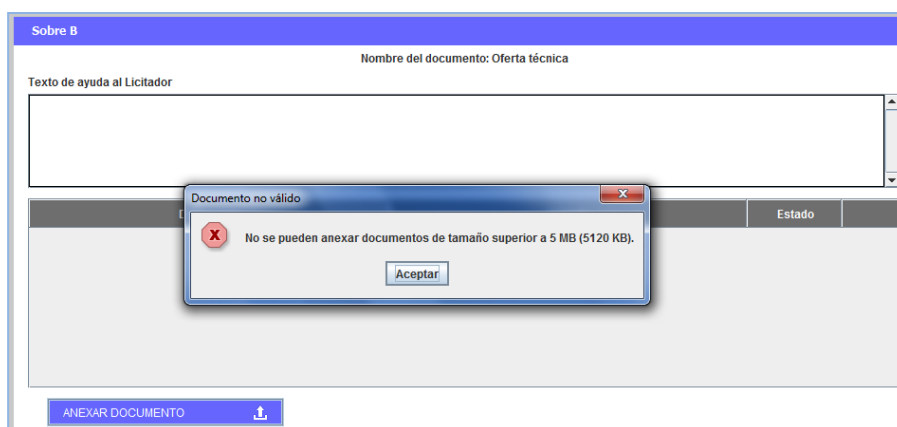 Sobre B
Nombre del documento: Oferta técnica
Texto de ayuda al Licitador
Documento no válido
Estado
No se pueden anexar documentos de tamaño superior a 5 MB (5120 KB).
Aceptar
ANEXAR DOCUMENTO